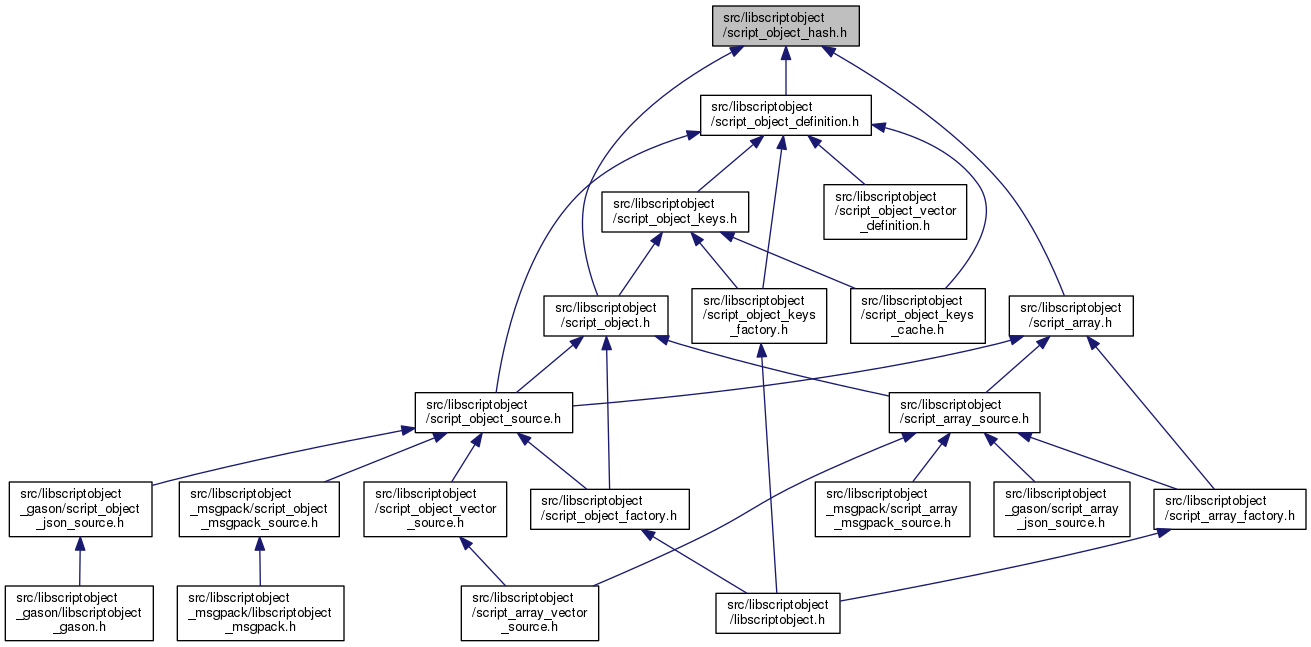 src/libscriptobject
/script_object_hash.h
src/libscriptobject
/script_object_definition.h
src/libscriptobject
/script_object_keys.h
src/libscriptobject
/script_object_vector
_definition.h
src/libscriptobject
/script_object.h
src/libscriptobject
/script_object_keys
_factory.h
src/libscriptobject
/script_object_keys
_cache.h
src/libscriptobject
/script_array.h
src/libscriptobject
/script_object_source.h
src/libscriptobject
/script_array_source.h
src/libscriptobject
_gason/script_object
_json_source.h
src/libscriptobject
_msgpack/script_object
_msgpack_source.h
src/libscriptobject
/script_object_vector
_source.h
src/libscriptobject
/script_object_factory.h
src/libscriptobject
_msgpack/script_array
_msgpack_source.h
src/libscriptobject
_gason/script_array
_json_source.h
src/libscriptobject
/script_array_factory.h
src/libscriptobject
_gason/libscriptobject
_gason.h
src/libscriptobject
_msgpack/libscriptobject
_msgpack.h
src/libscriptobject
/script_array_vector
_source.h
src/libscriptobject
/libscriptobject.h